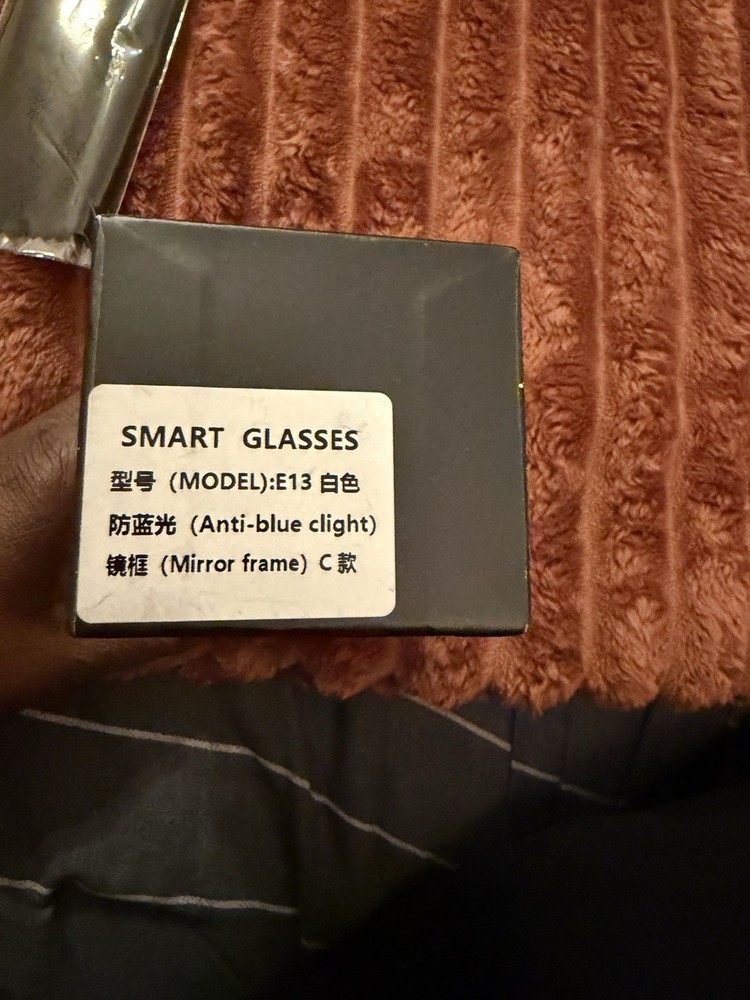 SMART GLASSES
型号（MODEL):E13 白色
防蓝光（Anti-blue clight)
镜框（Mirror frame）C 款